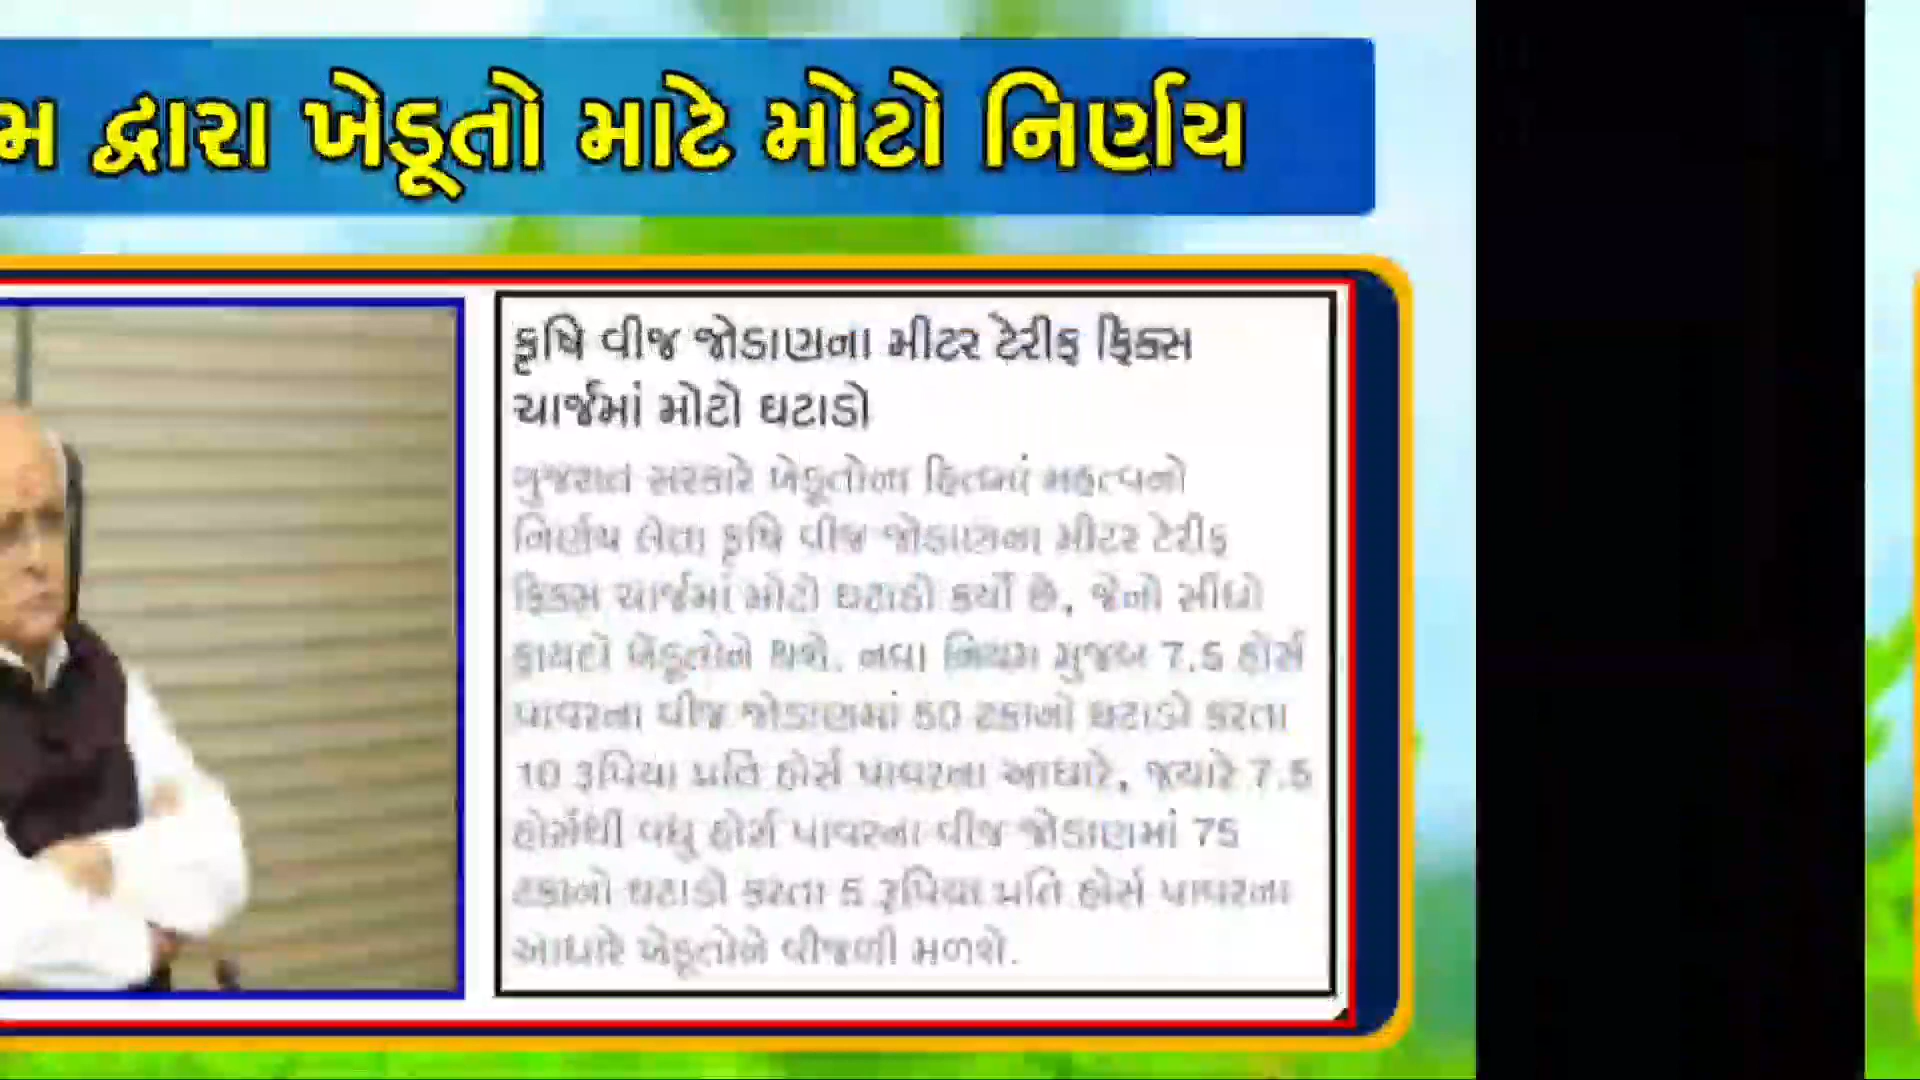 મ દ્વારા ખેડૂતો માટે મોટો નિર્ણય
કૃષિ વીજ જોડાણના મીટર ટેરીફ ફિક્સ
ચાર્જમાં મોટો ઘટાડો
ગુજરાત સરકારે ખેડૂતોના હિતમાં મહત્વનો
નિર્ણય લેતા કૃષિ વીજ જોડાણના મીટર ટેરીફ
ફિક્સ ચાર્જમાં મોટો ઘટાડો કર્યો છે, જેનો સીધો
ફાયદો ખેડૂતોને થશે. નવા નિયમ મુજબ 7.5 હોર્સ
પાવરના વીજ જોડાણમાં 50 ટકાનો ઘટાડો કરતા
10 રૂપિયા પ્રતિ હોર્સ પાવરના આધારે, જ્યારે 7.5
હોર્સથી વધુ હોર્સ પાવરના વીજ જોડાણમાં 75
ટકાનો ઘટાડો કરતા 5 રૂપિયા પ્રતિ હોર્સ પાવરના
આધારે ખેડૂતોને વીજળી મળશે.